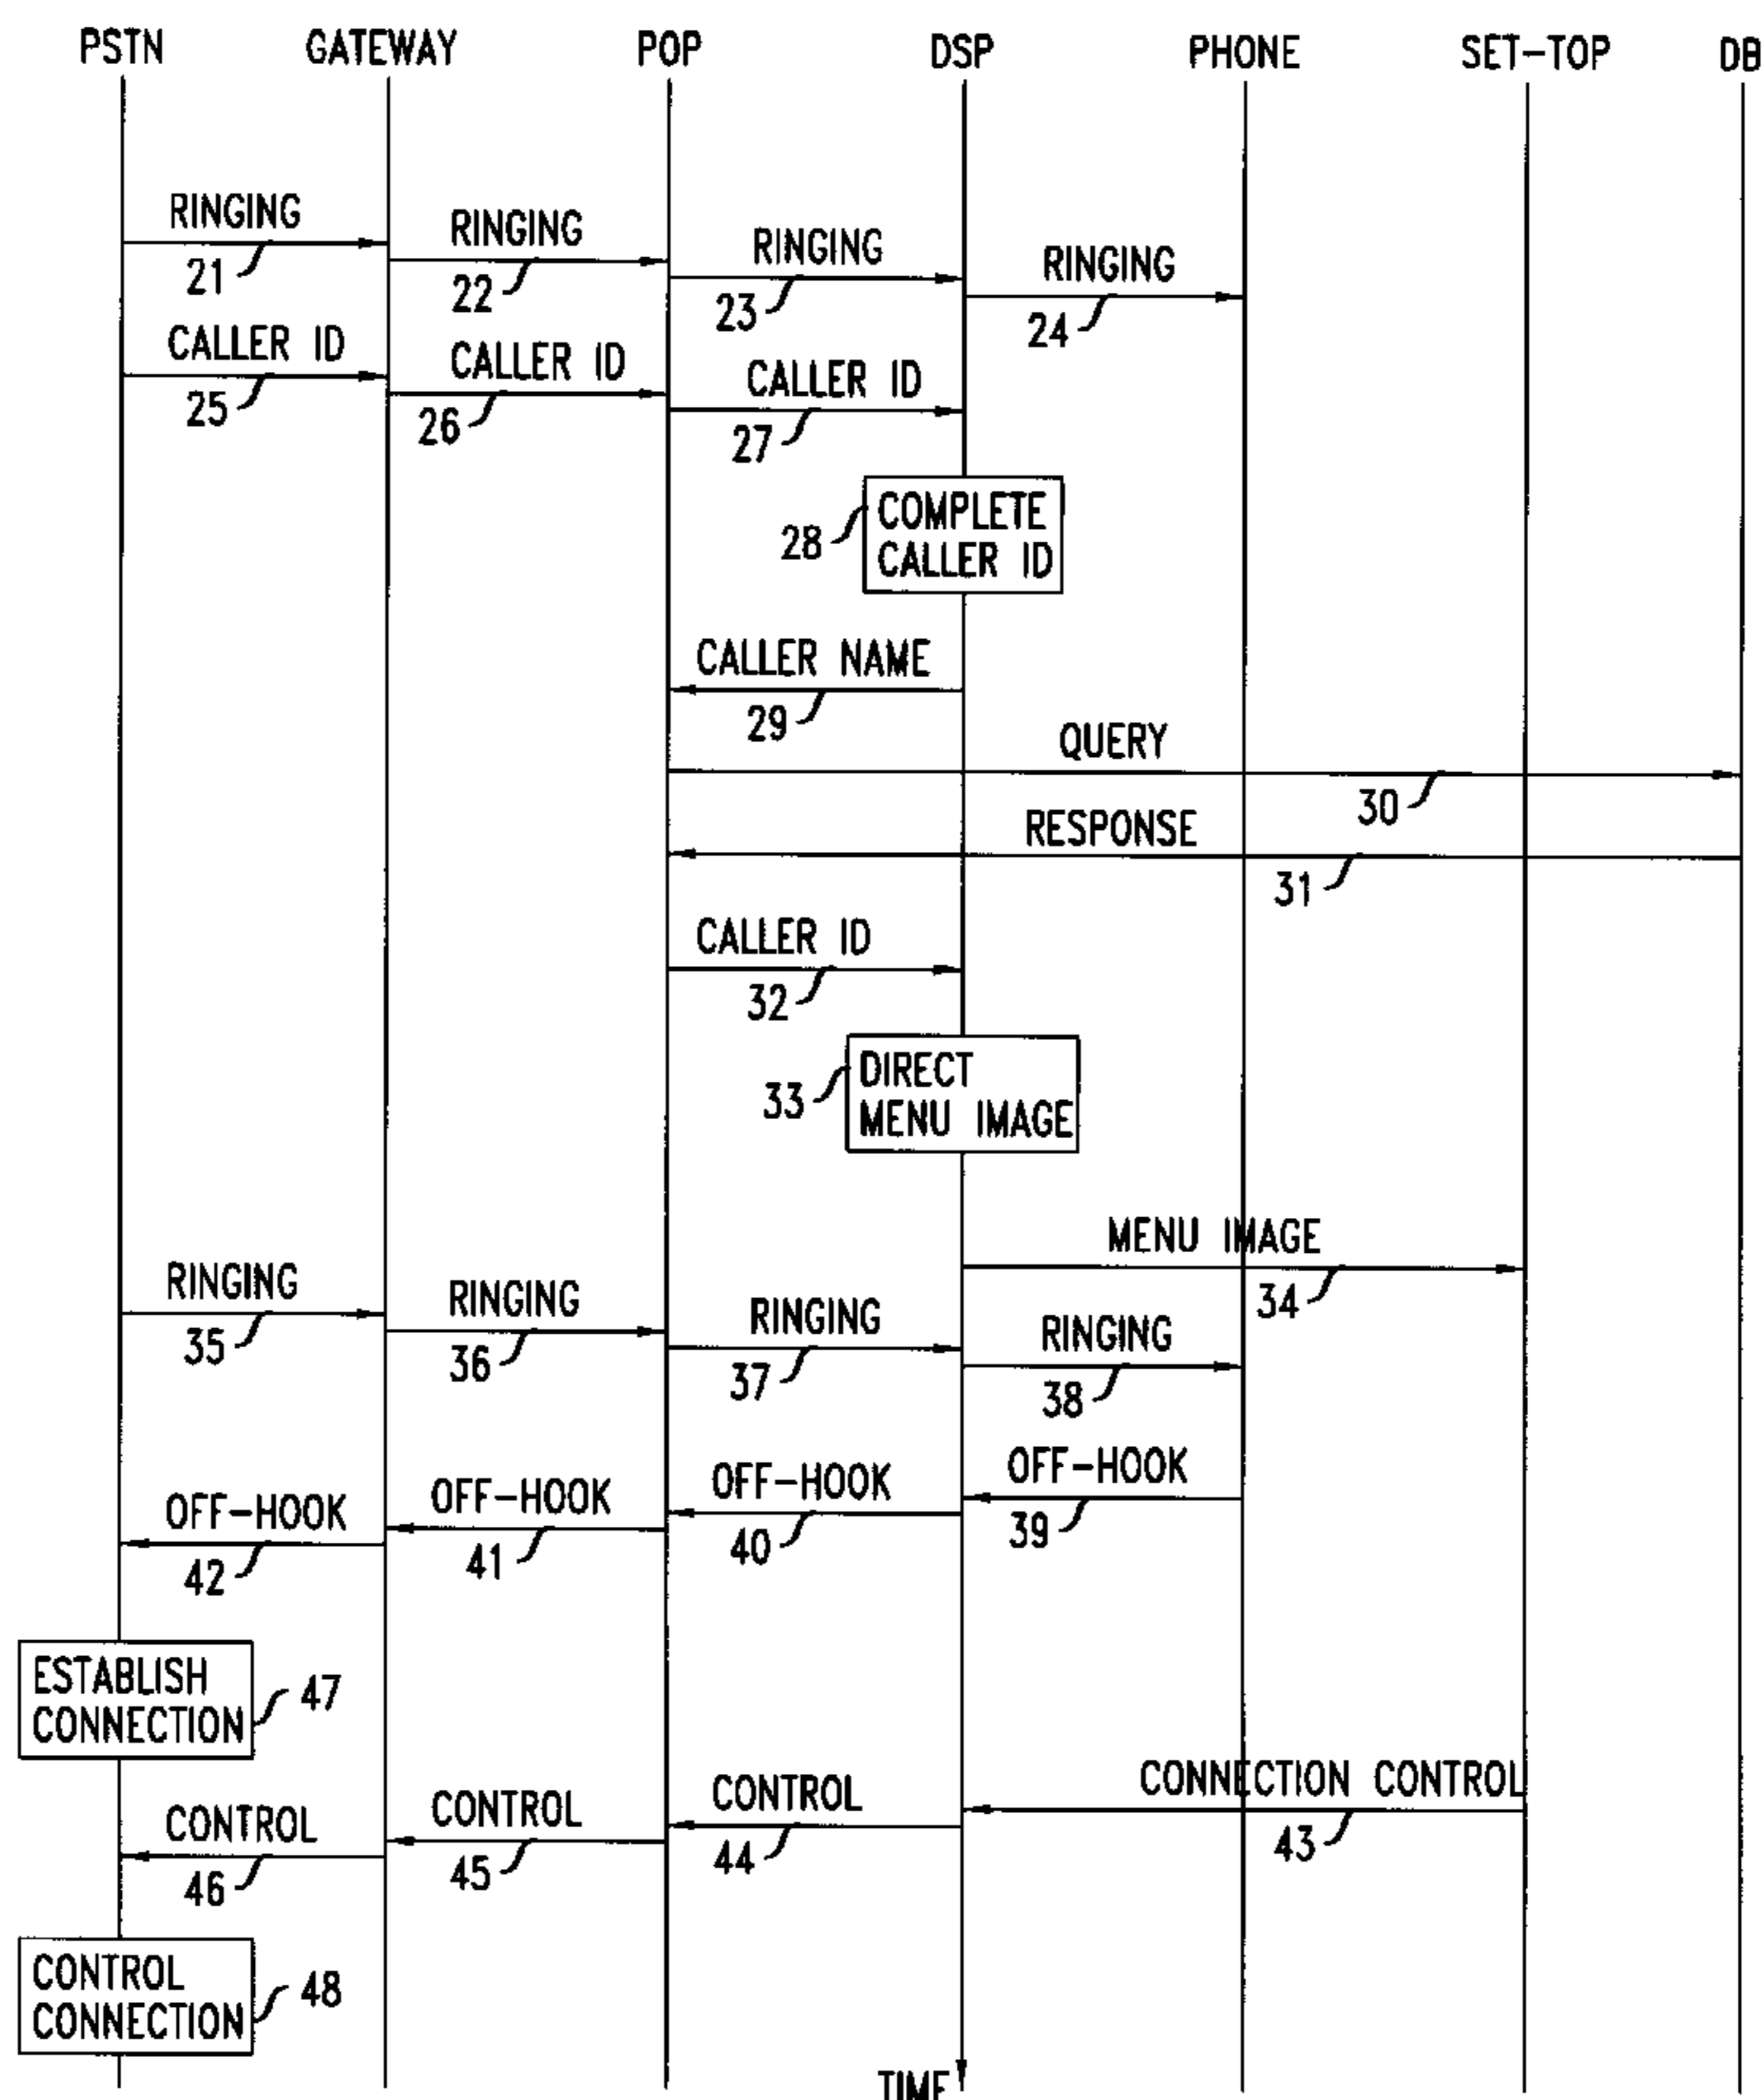 PSTN GATEWAY POP DSP PHONE SET-TOP DB
RINGING RINGING RINGING RINGING
21 22 23 24
CALLER ID CALLER ID CALLER ID
25 26 27
COMPLETE
CALLER ID
28
CALLER NAME
29
QUERY
30
RESPONSE
31
CALLER ID
32
DIRECT
MENU IMAGE
33
MENU IMAGE
34
RINGING RINGING RINGING RINGING
35 36 37 38
OFF-HOOK OFF-HOOK OFF-HOOK OFF-HOOK
42 41 40 39
ESTABLISH
CONNECTION
47
CONTROL CONTROL CONTROL CONNECTION CONTROL
46 45 44 43
CONTROL
CONNECTION
48
TIME